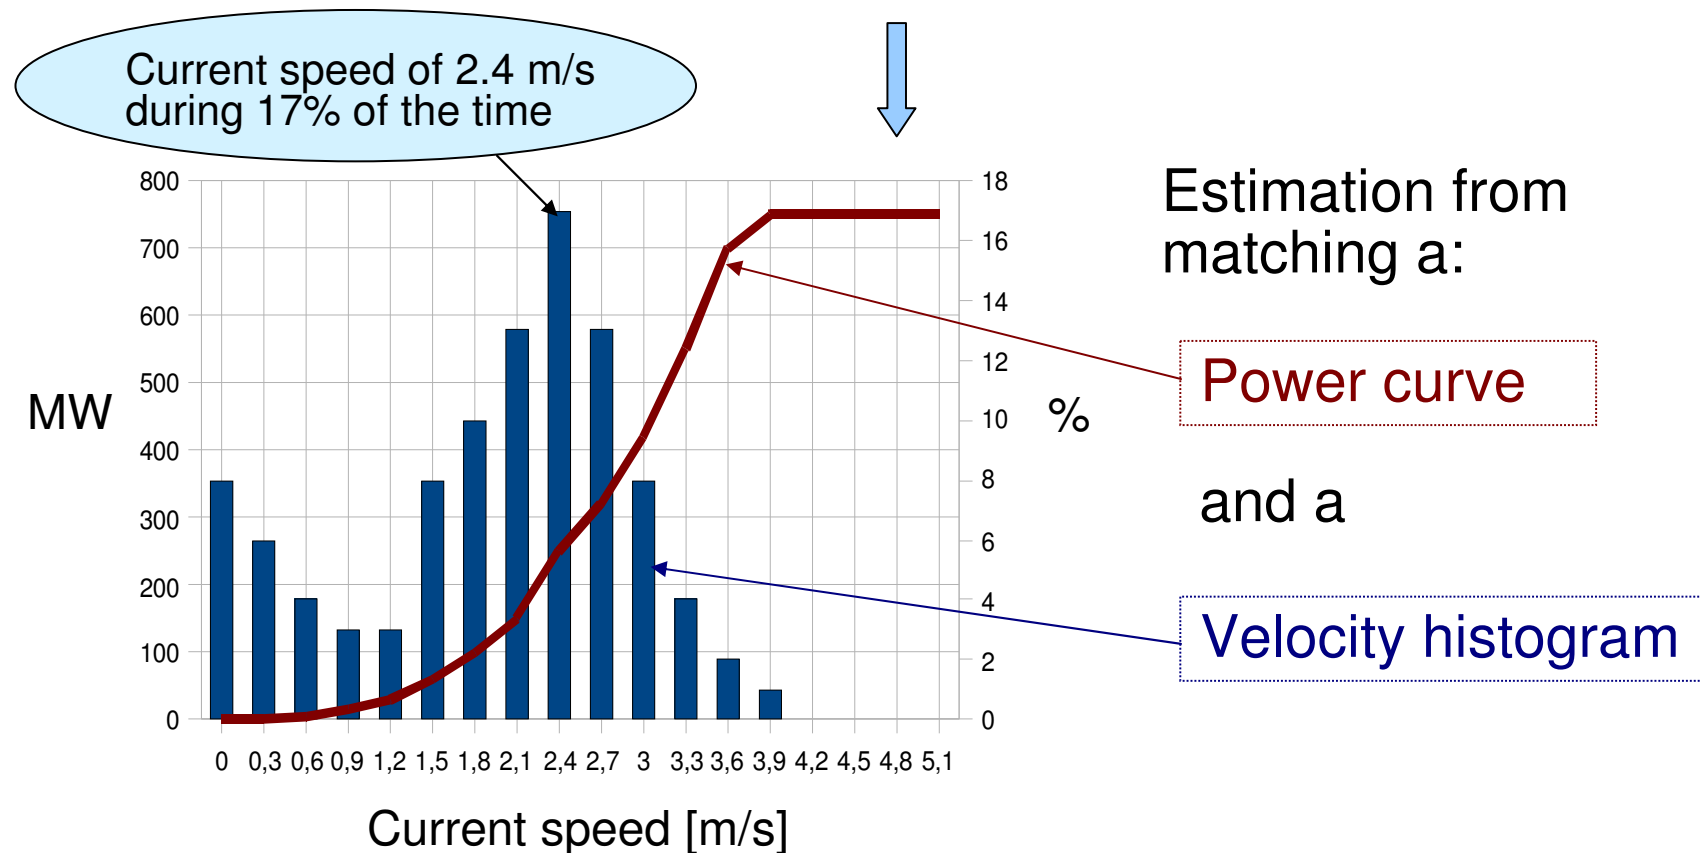 Current speed of 2.4 m/s
during 17% of the time
Estimation from
matching a:
Power curve
and a
Velocity histogram
MW
800
700
600
500
400
300
200
100
0
18
16
14
12
10
8
6
4
2
0
%
0 0,3 0,6 0,9 1,2 1,5 1,8 2,1 2,4 2,7 3 3,3 3,6 3,9 4,2 4,5 4,8 5,1
Current speed [m/s]